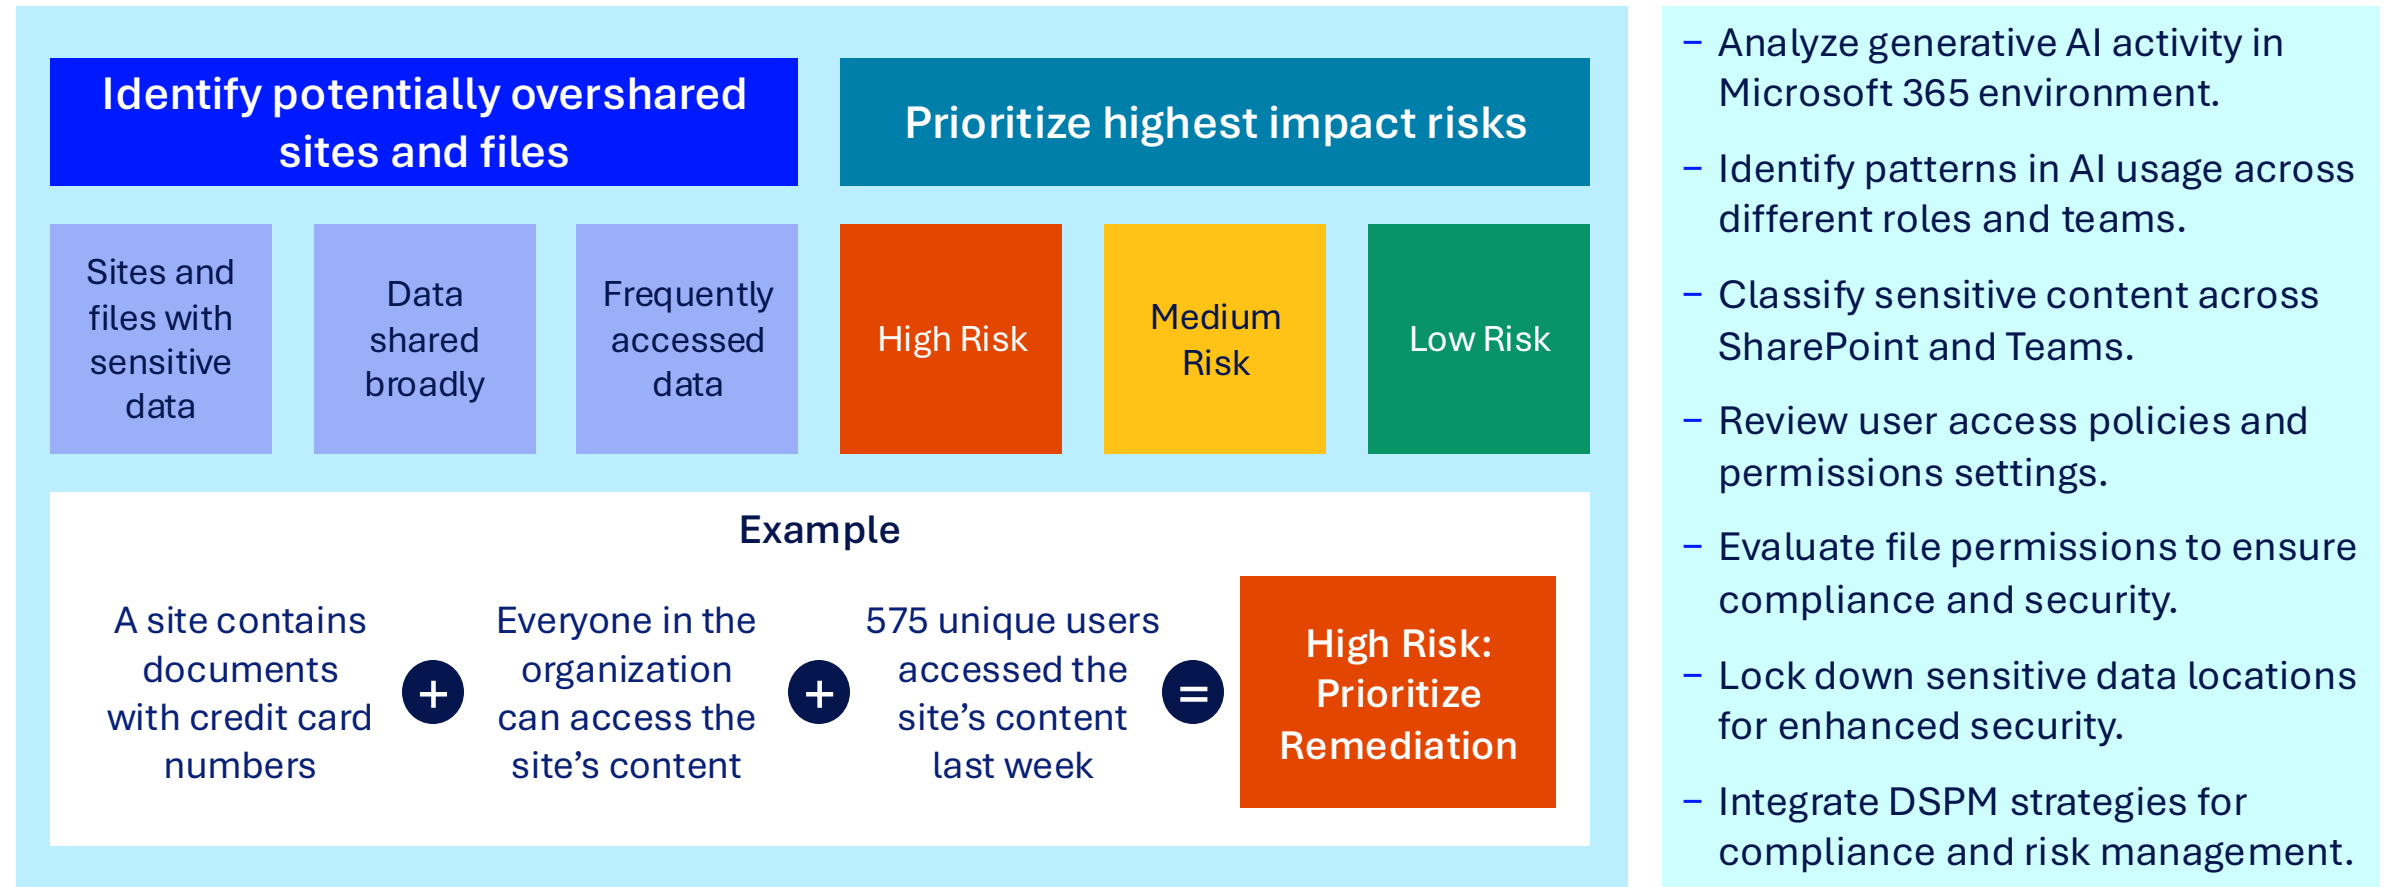 Identify potentially overshared
sites and files
Prioritize highest impact risks
Sites and
files with
sensitive
data
Data
shared
broadly
Frequently
accessed
data
High Risk
Medium
Risk
Low Risk
Example
A site contains
documents
with credit card
numbers
+
Everyone in the
organization
can access the
site’s content
+
575 unique users
accessed the
site’s content
last week
=
High Risk:
Prioritize
Remediation
– Analyze generative AI activity in
Microsoft 365 environment.
– Identify patterns in AI usage across
different roles and teams.
– Classify sensitive content across
SharePoint and Teams.
– Review user access policies and
permissions settings.
– Evaluate file permissions to ensure
compliance and security.
– Lock down sensitive data locations
for enhanced security.
– Integrate DSPM strategies for
compliance and risk management.